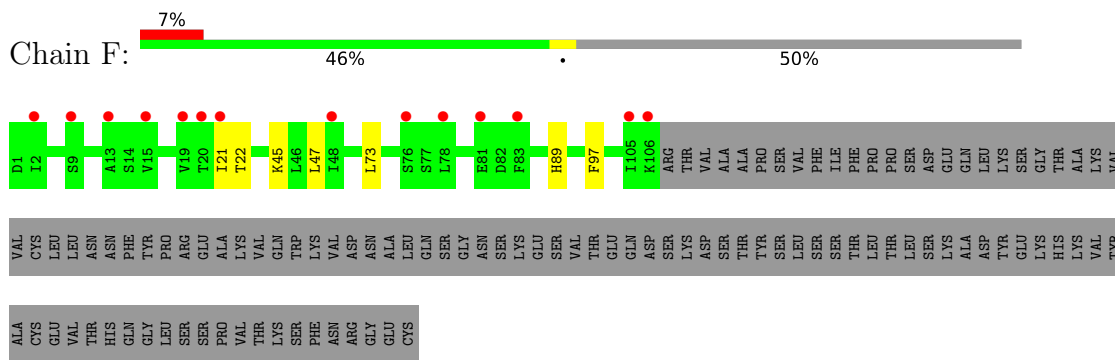 7%
Chain F:
46% • 50%
D1 I2 S9 A13 S14 V15 V19 T20 I21 T22 K45 L46 L47 I48 L73 S76 S77 L78 E81 D82 F83 H89 F97 I105 K106 ARG THR VAL ALA ALA PRO SER VAL PHE ILE PHE PRO PRO SER ASP GLU GLN LEU LYS SER GLY THR ALA LYS VAL
VAL CYS LEU LEU ASN ASN PHE TYR PRO ARG GLU ALA LYS VAL GLN TRP LYS VAL ASP ASN ALA LEU GLN SER GLY ASN SER LYS GLU SER VAL THR GLU GLN ASP SER LYS ASP SER THR TYR SER LEU SER SER THR LEU THR LEU SER LYS ALA ASP TYR GLU LYS HIS LYS VAL TYR
ALA CYS GLU VAL THR HIS GLN GLY LEU SER SER PRO VAL THR LYS SER PHE ASN ARG GLY GLU CYS